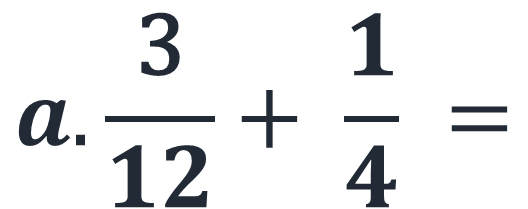 a. 3/12 + 1/4 =